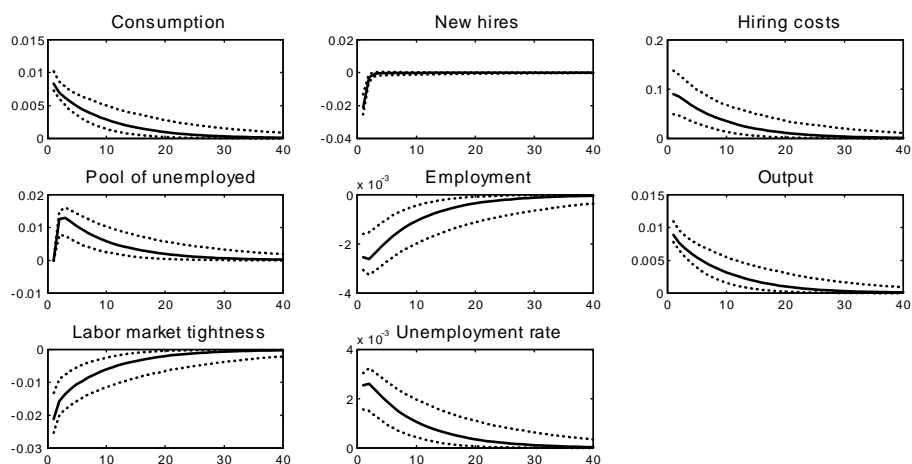 Consumption New hires Hiring costs
0.015 0.02 0.2
0.01 0 0.1
0.005 -0.02
0 -0.04 0
0 10 20 30 40 0 10 20 30 40 0 10 20 30 40
Pool of unemployed x 10^-3 Employment Output
0.02 0 0.015
0.01 -2 0.01
0 0.005
-0.01 -4 0
0 10 20 30 40 0 10 20 30 40 0 10 20 30 40
Labor market tightness x 10^-3 Unemployment rate
0 4
-0.01 2
-0.02
-0.03 0
0 10 20 30 40 0 10 20 30 40